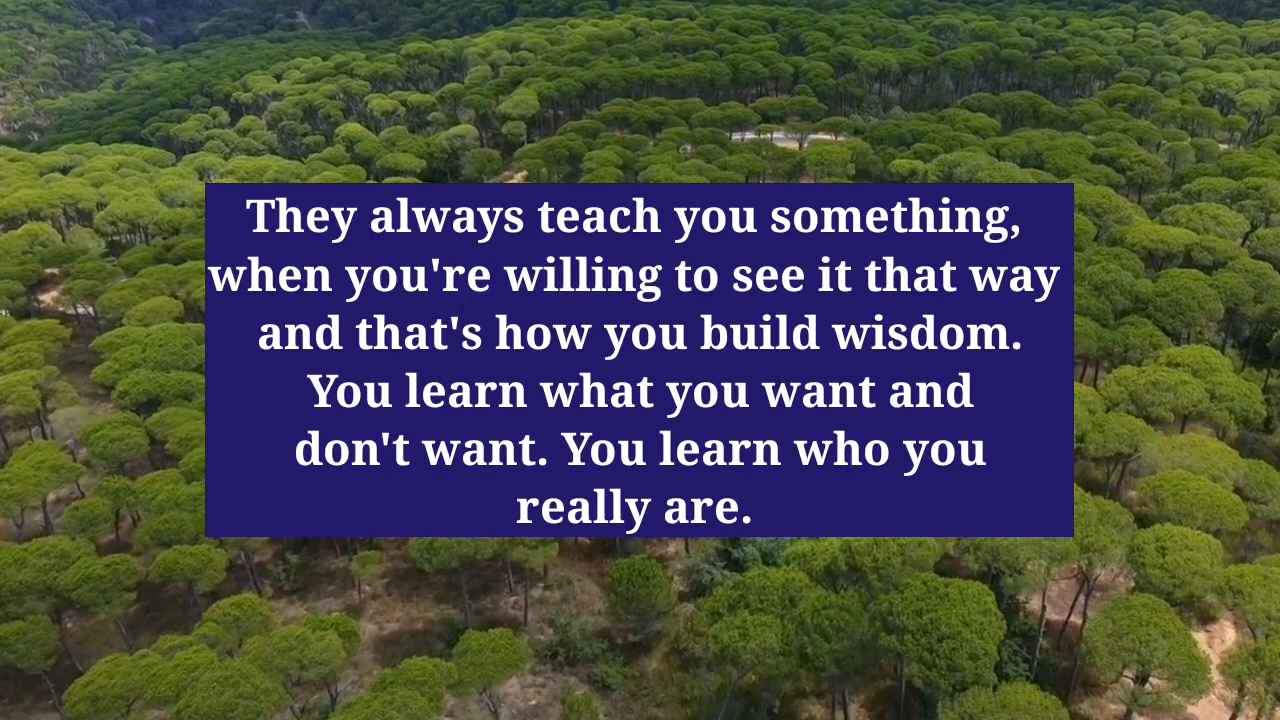 They always teach you something,
when you're willing to see it that way
and that's how you build wisdom.
You learn what you want and
don't want. You learn who you
really are.